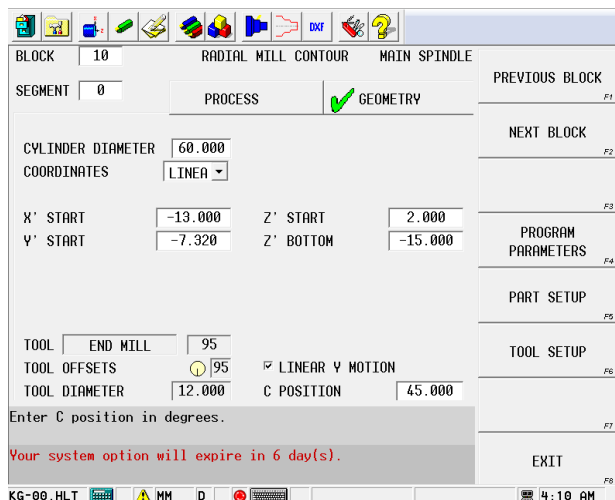 DXF
BLOCK 10 RADIAL MILL CONTOUR MAIN SPINDLE
SEGMENT 0
PROCESS GEOMETRY
CYLINDER DIAMETER 60.000
COORDINATES LINEA
X' START -13.000 Z' START 2.000
Y' START -7.320 Z' BOTTOM -15.000
TOOL END MILL 95
TOOL OFFSETS 95 LINEAR Y MOTION
TOOL DIAMETER 12.000 C POSITION 45.000
Enter C position in degrees.
Your system option will expire in 6 day(s).
KG-00.HLT MM D 4:10 AM
PREVIOUS BLOCK
F1
NEXT BLOCK
F2
F3
PROGRAM
PARAMETERS
F4
PART SETUP
F5
TOOL SETUP
F6
F7
EXIT
F8